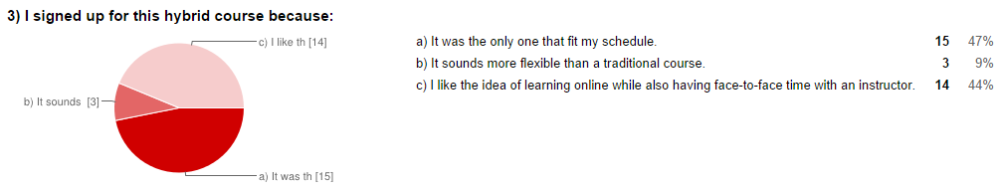 3) I signed up for this hybrid course because:
c) I like th [14]
b) It sounds [3]
a) It was th [15]
a) It was the only one that fit my schedule. 15 47%
b) It sounds more flexible than a traditional course. 3 9%
c) I like the idea of learning online while also having face-to-face time with an instructor. 14 44%